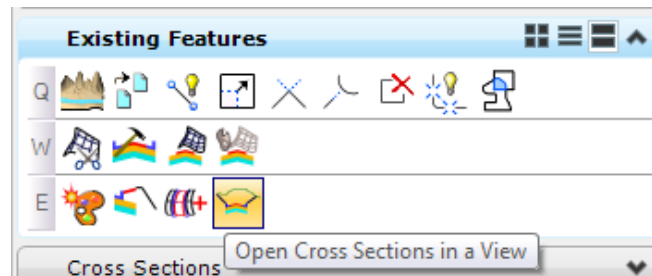 Existing Features
Q
W
E
Open Cross Sections in a View
Cross Sections